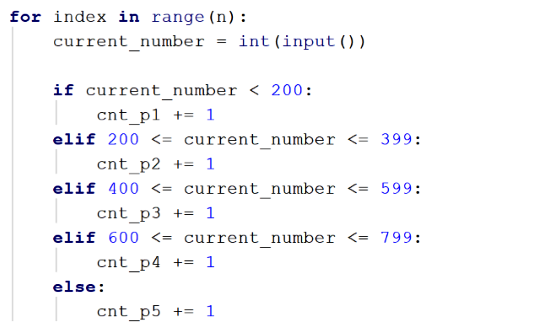 for index in range(n):
    current_number = int(input())
    if current_number < 200:
        cnt_p1 += 1
    elif 200 <= current_number <= 399:
        cnt_p2 += 1
    elif 400 <= current_number <= 599:
        cnt_p3 += 1
    elif 600 <= current_number <= 799:
        cnt_p4 += 1
    else:
        cnt_p5 += 1